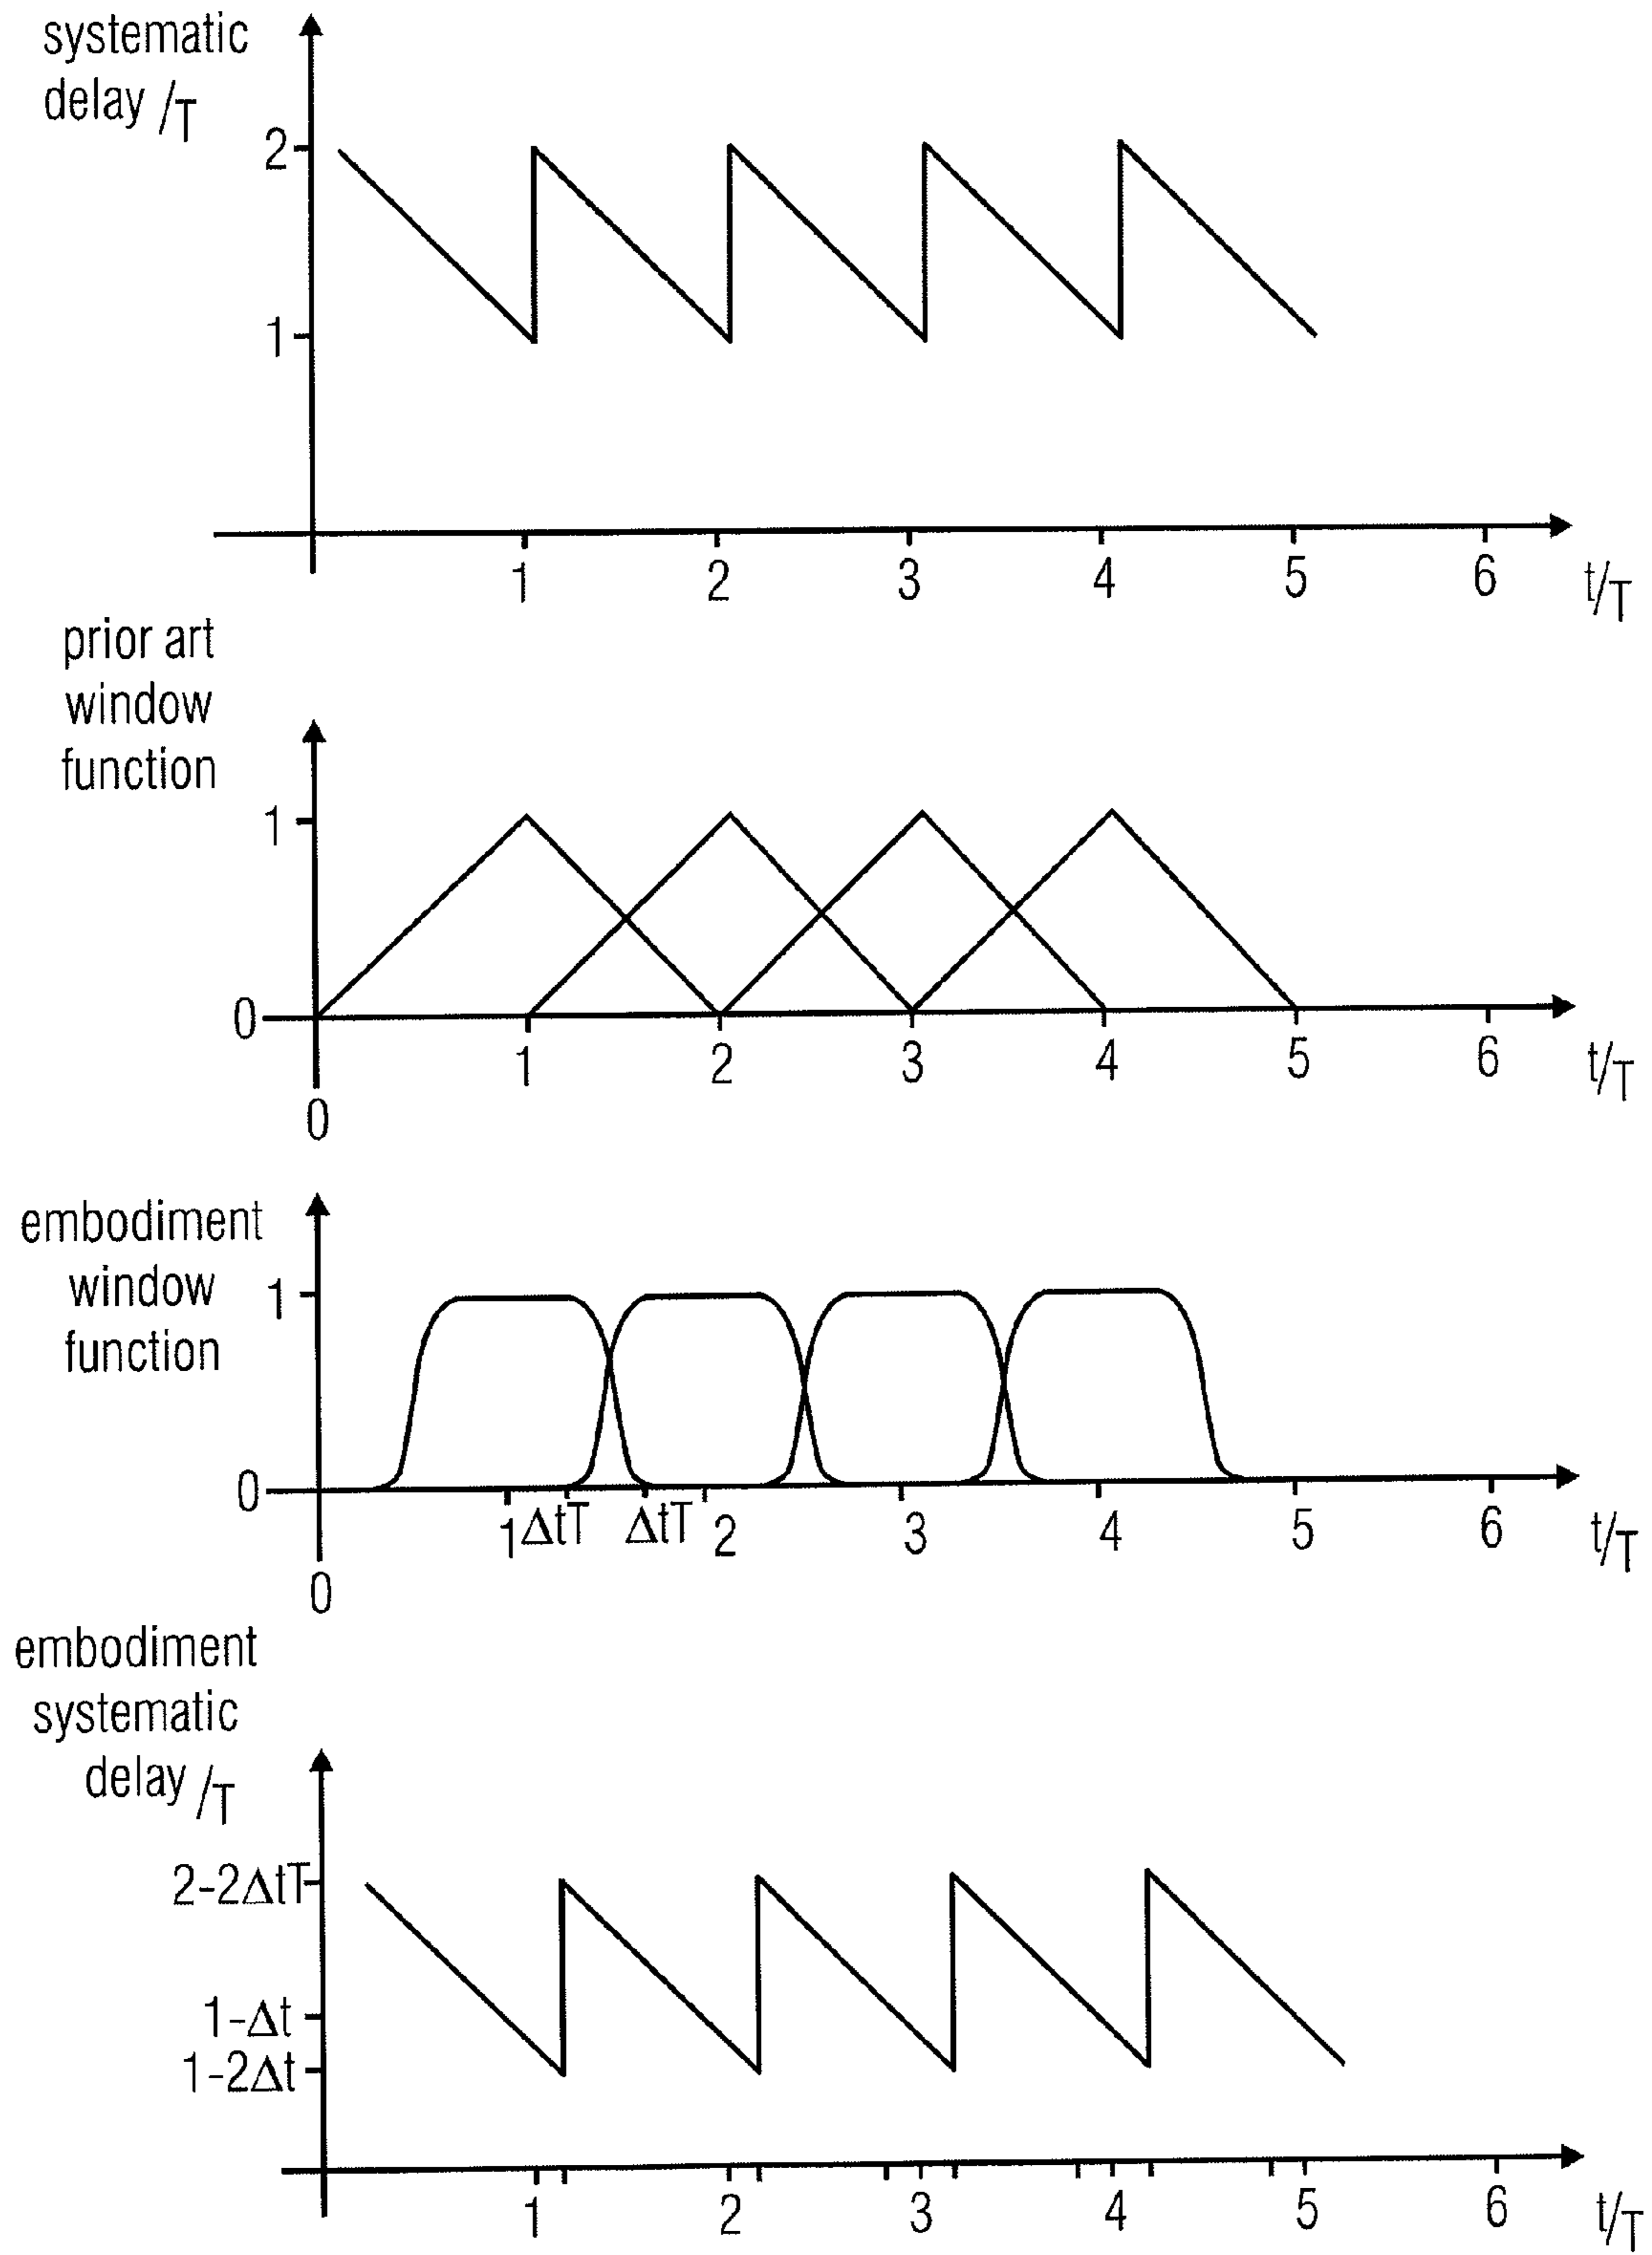 systematic
delay /T
2
1
1 2 3 4 5 6 t/T
prior art
window
function
1
0
1 2 3 4 5 6 t/T
0
embodiment
window
function
1
0
1 ΔtT ΔtT 2 3 4 5 6 t/T
0
embodiment
systematic
delay /T
2-2ΔtT
1-Δt
1-2Δt
1 2 3 4 5 6 t/T